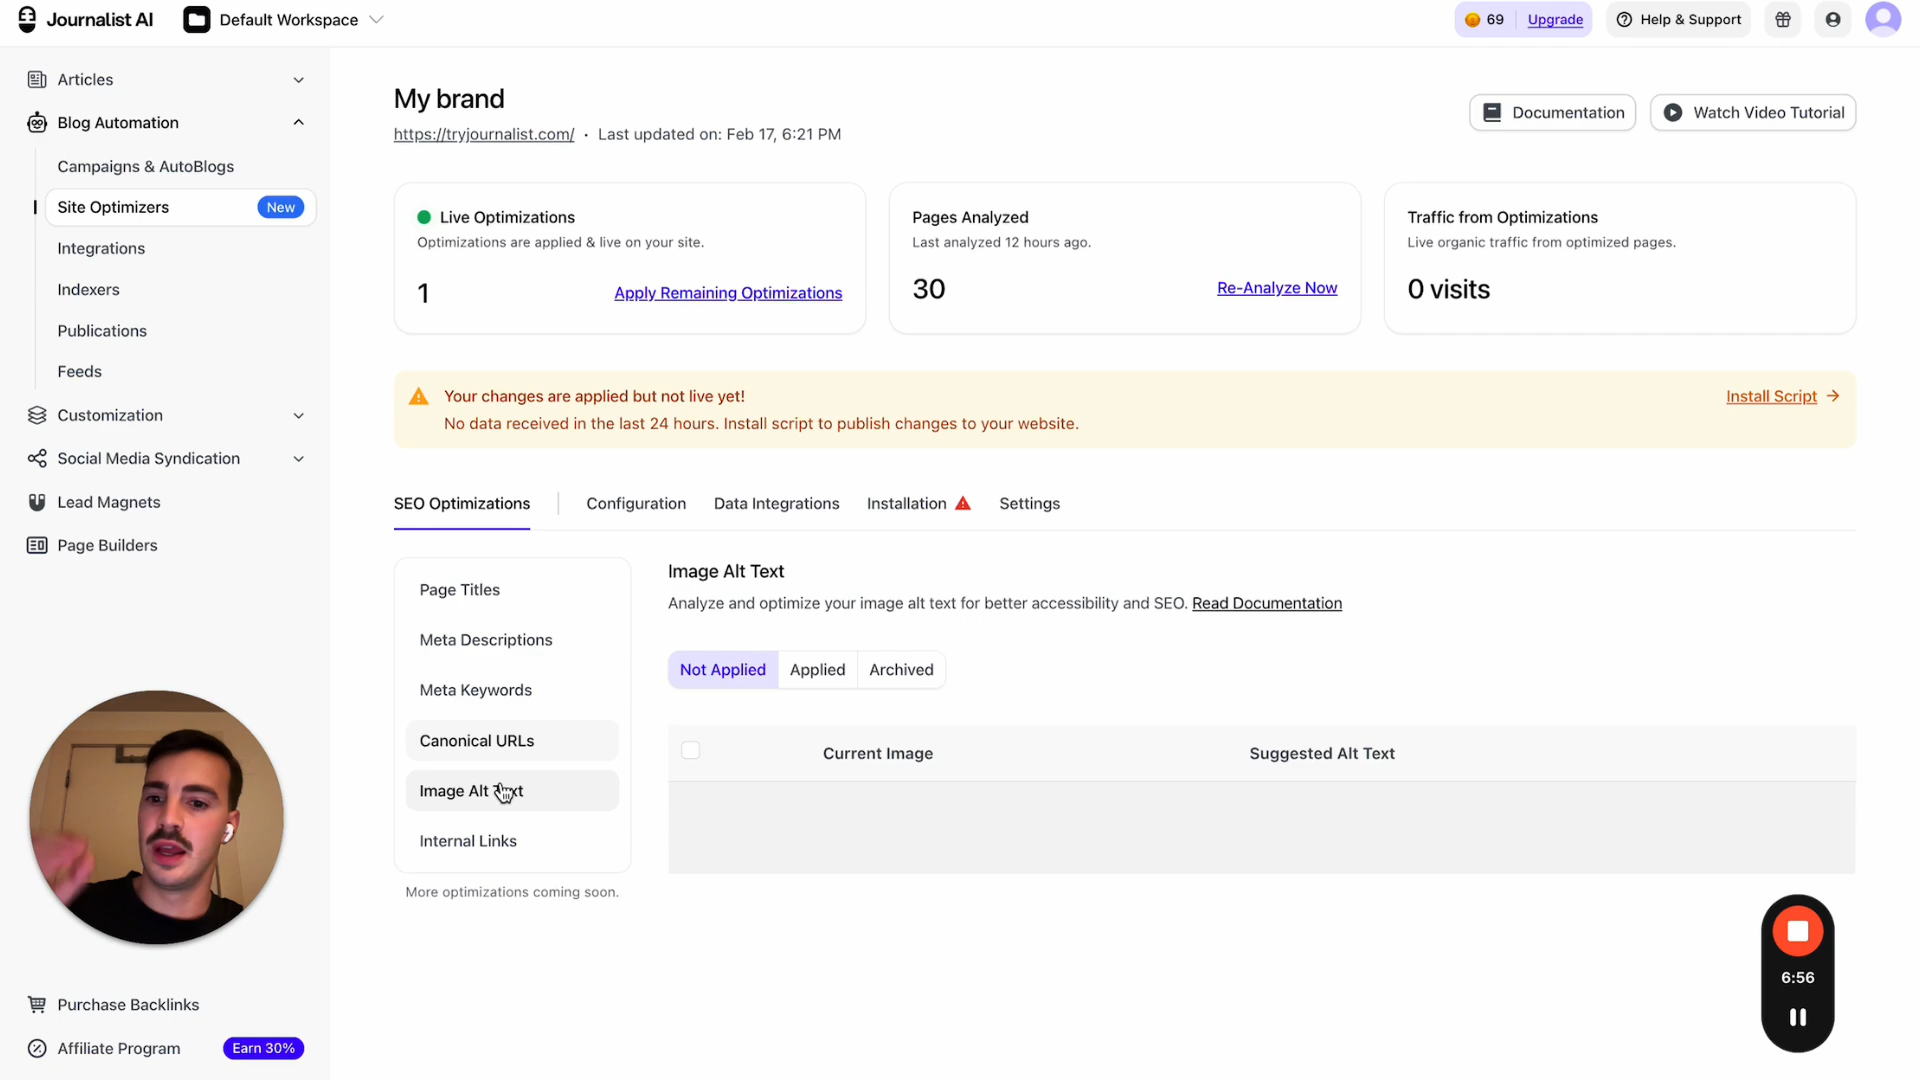 Journalist AI
Default Workspace
69
Upgrade
Help & Support
Articles
Blog Automation
Campaigns & AutoBlogs
Site Optimizers
New
Integrations
Indexers
Publications
Feeds
Customization
Social Media Syndication
Lead Magnets
Page Builders
Purchase Backlinks
Affiliate Program
Earn 30%
My brand
https://tryjournalist.com/ · Last updated on: Feb 17, 6:21 PM
Documentation
Watch Video Tutorial
Live Optimizations
Optimizations are applied & live on your site.
1
Apply Remaining Optimizations
Pages Analyzed
Last analyzed 12 hours ago.
30
Re-Analyze Now
Traffic from Optimizations
Live organic traffic from optimized pages.
0 visits
Your changes are applied but not live yet!
No data received in the last 24 hours. Install script to publish changes to your website.
Install Script →
SEO Optimizations
Configuration
Data Integrations
Installation
Settings
Page Titles
Meta Descriptions
Meta Keywords
Canonical URLs
Image Alt Text
Internal Links
More optimizations coming soon.
Image Alt Text
Analyze and optimize your image alt text for better accessibility and SEO. Read Documentation
Not Applied
Applied
Archived
Current Image
Suggested Alt Text
6:56